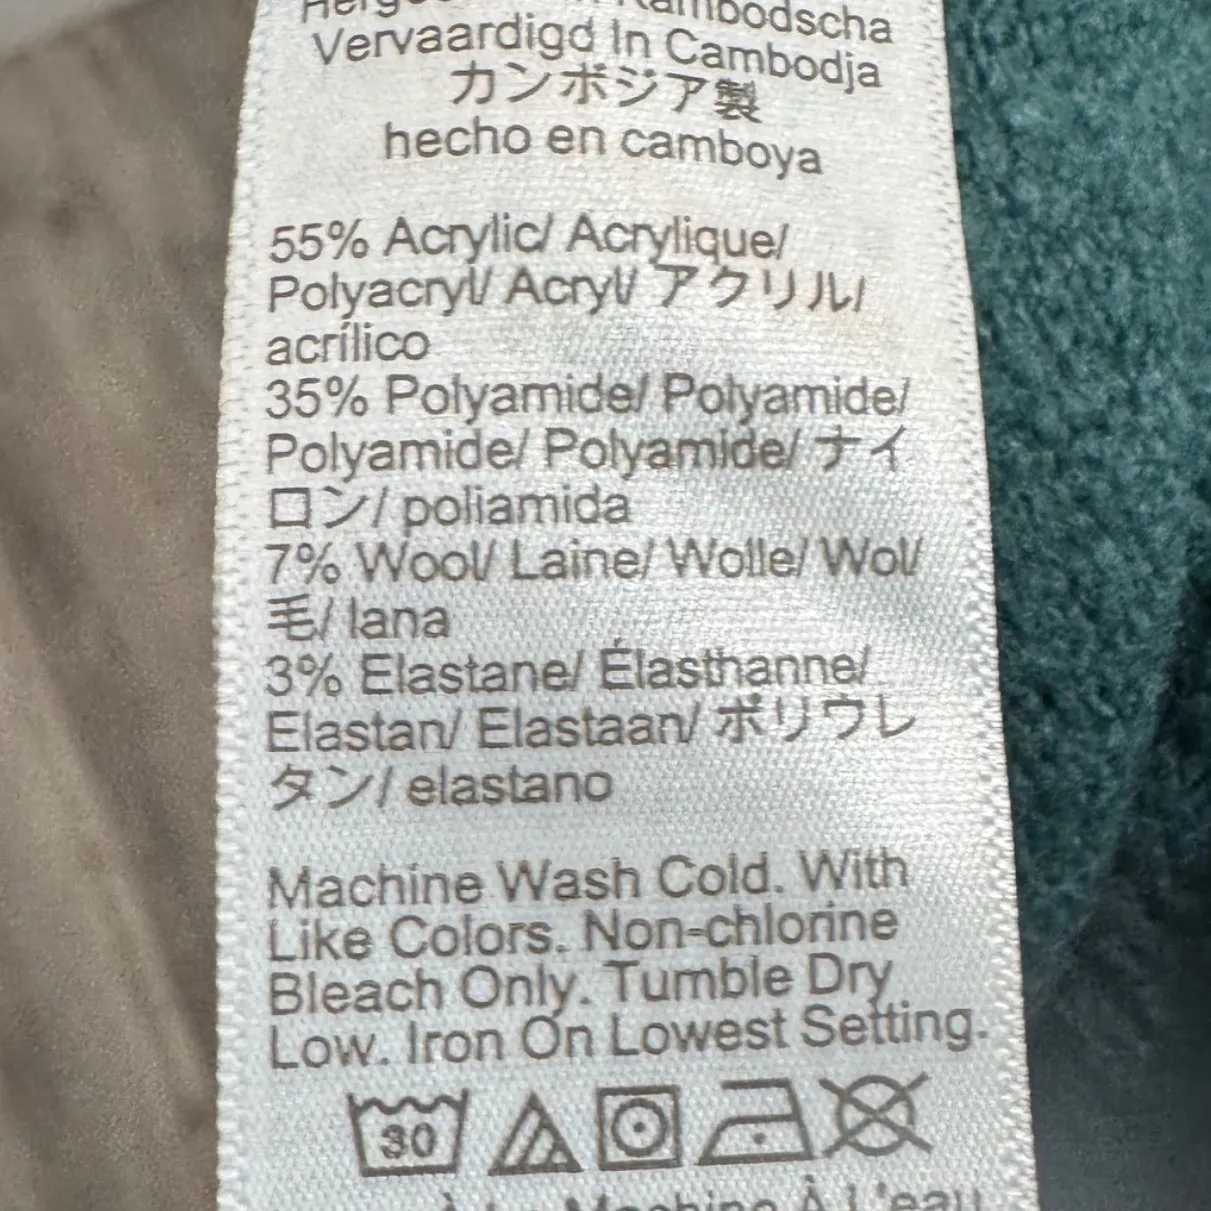 Vervaardigd In Cambodja
カンボジア製
hecho en camboya
55% Acrylic/ Acrylique/
Polyacryl/ Acryl/ アクリル/
acrílico
35% Polyamide/ Polyamide/
Polyamide/ Polyamide/ ナイ
ロン/ poliamida
7% Wool/ Laine/ Wolle/ Wol/
毛/ lana
3% Elastane/ Élasthanne/
Elastan/ Elastaan/ ポリウレ
タン/ elastano
Machine Wash Cold. With
Like Colors. Non-chlorine
Bleach Only. Tumble Dry
Low. Iron On Lowest Setting.
30